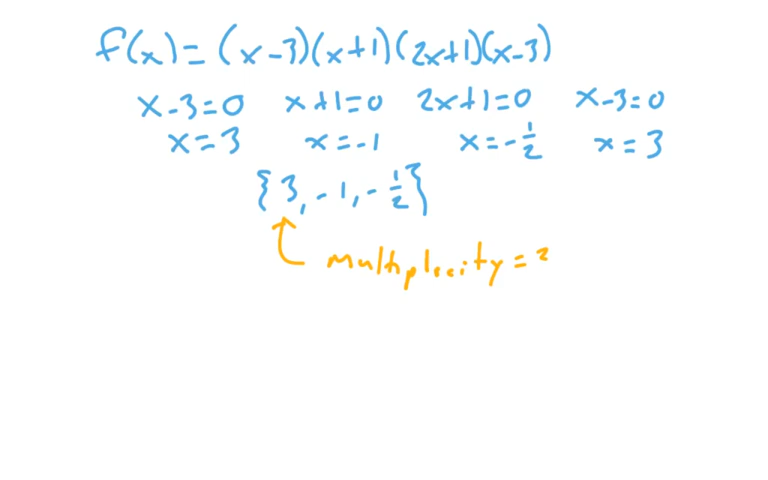 f(x) = (x-3)(x+1)(2x+1)(x-3)
x-3=0 x+1=0 2x+1=0 x-3=0
x=3 x=-1 x=-1/2 x=3
{3, -1, -1/2}
multiplicity =